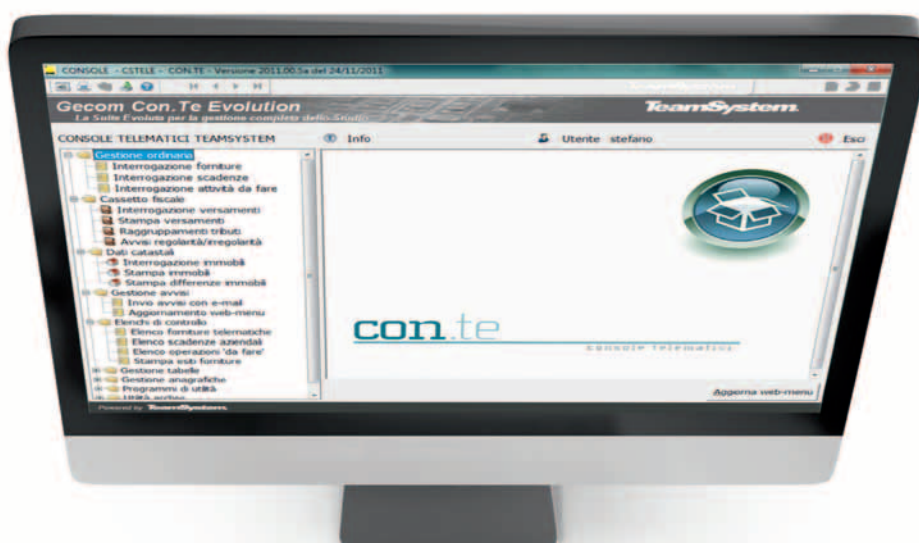 CONSOLE - CSTELE - CON.TE - Versione 2011.00.5a del 24/11/2011
Gecom Con.Te Evolution
TeamSystem
La Suite Evoluta per la gestione completa dello Studio
CONSOLE TELEMATICI TEAMSYSTEM
Info
Utente stefano
Esci
Gestione ordinaria
Interrogazione forniture
Interrogazione scadenze
Interrogazione attività da fare
Cassetto fiscale
Interrogazione versamenti
Stampa versamenti
Raggruppamenti tributi
Avvisi regolarità/irregolarità
Dati catastali
Interrogazione immobili
Stampa immobili
Stampa differenze immobili
Gestione avvisi
Invio avvisi con e-mail
Aggiornamento web-menu
Elenchi di controllo
Elenco forniture telematiche
Elenco scadenze aziendali
Elenco operazioni 'da fare'
Stampa esiti forniture
Gestione tabelle
Gestione anagrafiche
Programmi di utilità
Utilità archivi
con.te
console telematici
Aggiorna web-menu
Powered by TeamSystem